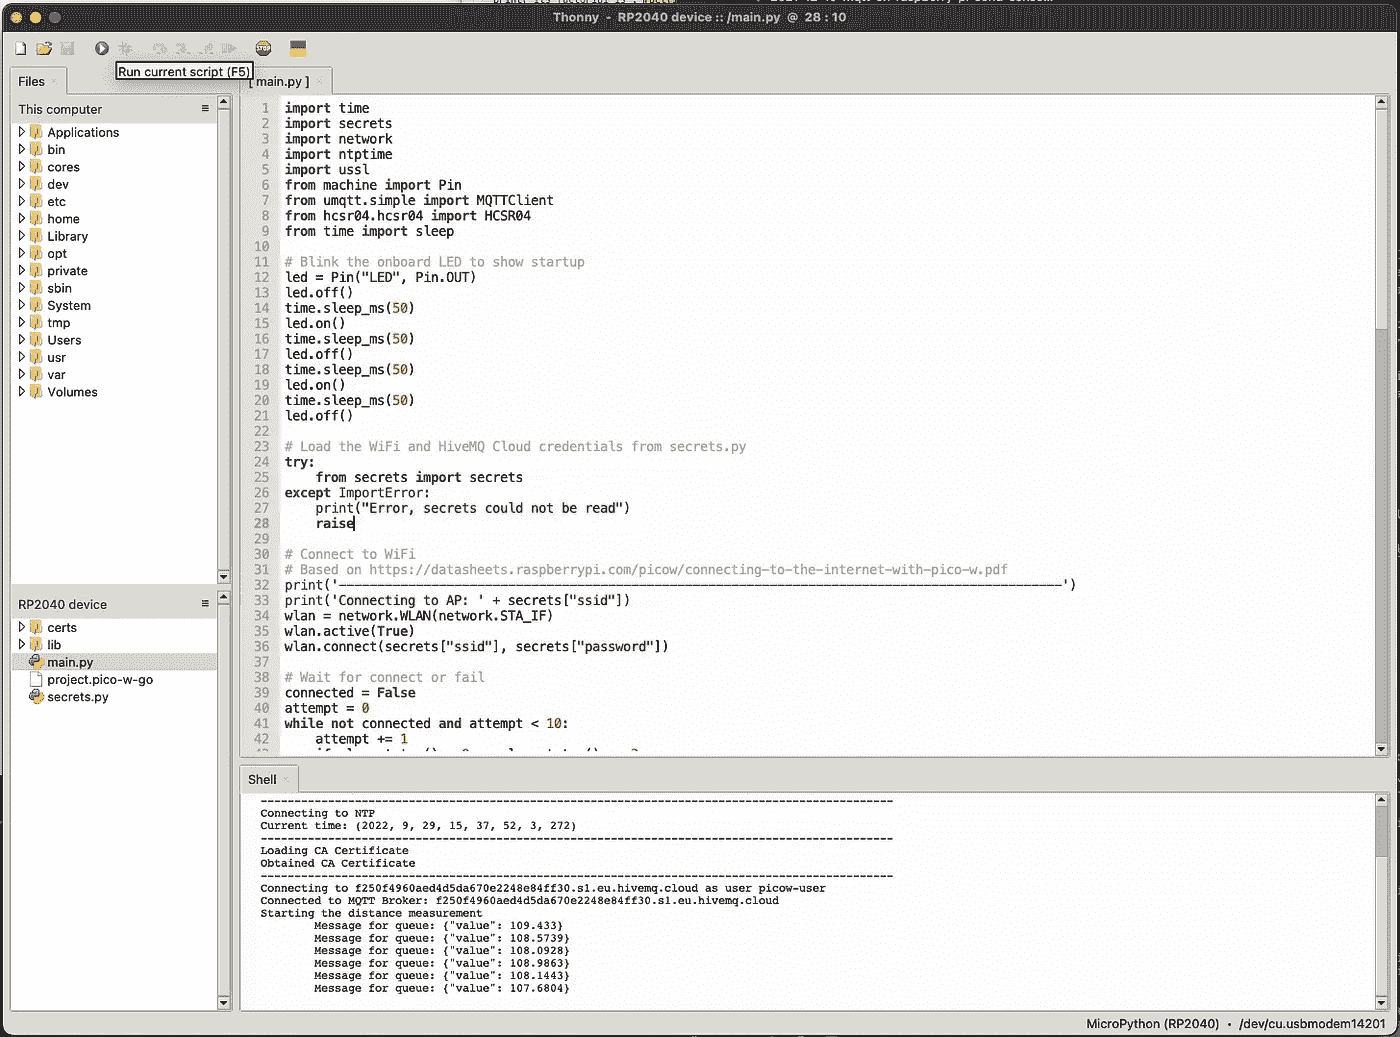 Thonny - RP2040 device :: /main.py @ 28 : 10
STOP
Run current script (F5)
Files
[ main.py ]
This computer
Applications
bin
cores
dev
etc
home
Library
opt
private
sbin
System
tmp
Users
usr
var
Volumes
RP2040 device
certs
lib
main.py
project.pico-w-go
secrets.py
1 import time
2 import secrets
3 import network
4 import ntptime
5 import ussl
6 from machine import Pin
7 from umqtt.simple import MQTTClient
8 from hcsr04.hcsr04 import HCSR04
9 from time import sleep
10
11 # Blink the onboard LED to show startup
12 led = Pin("LED", Pin.OUT)
13 led.off()
14 time.sleep_ms(50)
15 led.on()
16 time.sleep_ms(50)
17 led.off()
18 time.sleep_ms(50)
19 led.on()
20 time.sleep_ms(50)
21 led.off()
22
23 # Load the WiFi and HiveMQ Cloud credentials from secrets.py
24 try:
25     from secrets import secrets
26 except ImportError:
27     print("Error, secrets could not be read")
28     raise
29
30 # Connect to WiFi
31 # Based on https://datasheets.raspberrypi.com/picow/connecting-to-the-internet-with-pico-w.pdf
32 print('----------------------------------------------------------------------------------------------')
33 print('Connecting to AP: ' + secrets["ssid"])
34 wlan = network.WLAN(network.STA_IF)
35 wlan.active(True)
36 wlan.connect(secrets["ssid"], secrets["password"])
37
38 # Wait for connect or fail
39 connected = False
40 attempt = 0
41 while not connected and attempt < 10:
42     attempt += 1
Shell
----------------------------------------------------------------------------------------------
Connecting to NTP
Current time: (2022, 9, 29, 15, 37, 52, 3, 272)
----------------------------------------------------------------------------------------------
Loading CA Certificate
Obtained CA Certificate
----------------------------------------------------------------------------------------------
Connecting to f250f4960aed4d5da670e2248e84ff30.s1.eu.hivemq.cloud as user picow-user
Connected to MQTT Broker: f250f4960aed4d5da670e2248e84ff30.s1.eu.hivemq.cloud
Starting the distance measurement
Message for queue: {"value": 109.433}
Message for queue: {"value": 108.5739}
Message for queue: {"value": 108.0928}
Message for queue: {"value": 108.9863}
Message for queue: {"value": 108.1443}
Message for queue: {"value": 107.6804}
MicroPython (RP2040) • /dev/cu.usbmodem14201